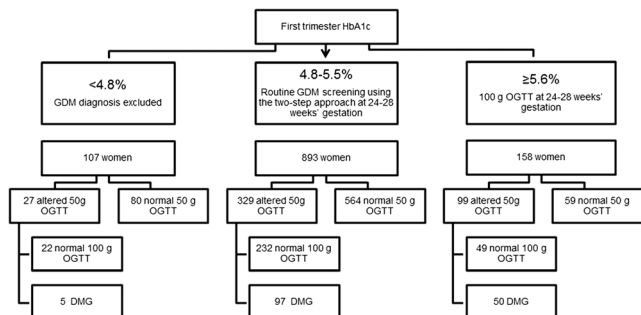 First trimester HbA1c
<4.8%
GDM diagnosis excluded
4.8-5.5%
Routine GDM screening using
the two-step approach at 24-28
weeks' gestation
≥5.6%
100 g OGTT at 24-28 weeks'
gestation
107 women
893 women
158 women
27 altered 50g
OGTT
80 normal 50 g
OGTT
329 altered 50g
OGTT
564 normal 50 g
OGTT
99 altered 50g
OGTT
59 normal 50 g
OGTT
22 normal 100 g
OGTT
232 normal 100 g
OGTT
49 normal 100 g
OGTT
5 DMG
97 DMG
50 DMG